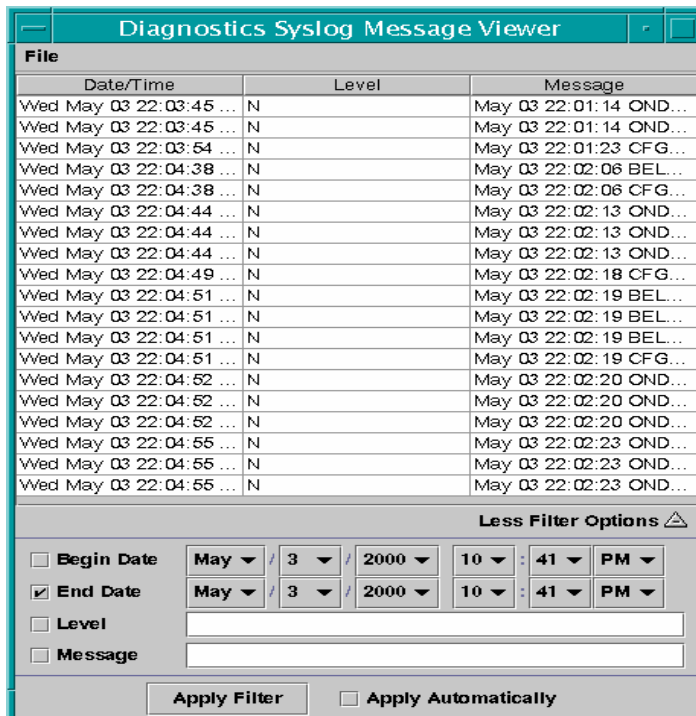 Diagnostics Syslog Message Viewer
File
Date/Time Level Message
Wed May 03 22:03:45 ... N May 03 22:01:14 OND...
Wed May 03 22:03:45 ... N May 03 22:01:14 OND...
Wed May 03 22:03:54 ... N May 03 22:01:23 CFG...
Wed May 03 22:04:38 ... N May 03 22:02:06 BEL...
Wed May 03 22:04:38 ... N May 03 22:02:06 CFG...
Wed May 03 22:04:44 ... N May 03 22:02:13 OND...
Wed May 03 22:04:44 ... N May 03 22:02:13 OND...
Wed May 03 22:04:44 ... N May 03 22:02:13 OND...
Wed May 03 22:04:49 ... N May 03 22:02:18 CFG...
Wed May 03 22:04:51 ... N May 03 22:02:19 BEL...
Wed May 03 22:04:51 ... N May 03 22:02:19 BEL...
Wed May 03 22:04:51 ... N May 03 22:02:19 BEL...
Wed May 03 22:04:51 ... N May 03 22:02:19 CFG...
Wed May 03 22:04:52 ... N May 03 22:02:20 OND...
Wed May 03 22:04:52 ... N May 03 22:02:20 OND...
Wed May 03 22:04:52 ... N May 03 22:02:20 OND...
Wed May 03 22:04:55 ... N May 03 22:02:23 OND...
Wed May 03 22:04:55 ... N May 03 22:02:23 OND...
Wed May 03 22:04:55 ... N May 03 22:02:23 OND...
Less Filter Options
Begin Date May / 3 / 2000 10 : 41 PM
End Date May / 3 / 2000 10 : 41 PM
Level
Message
Apply Filter Apply Automatically